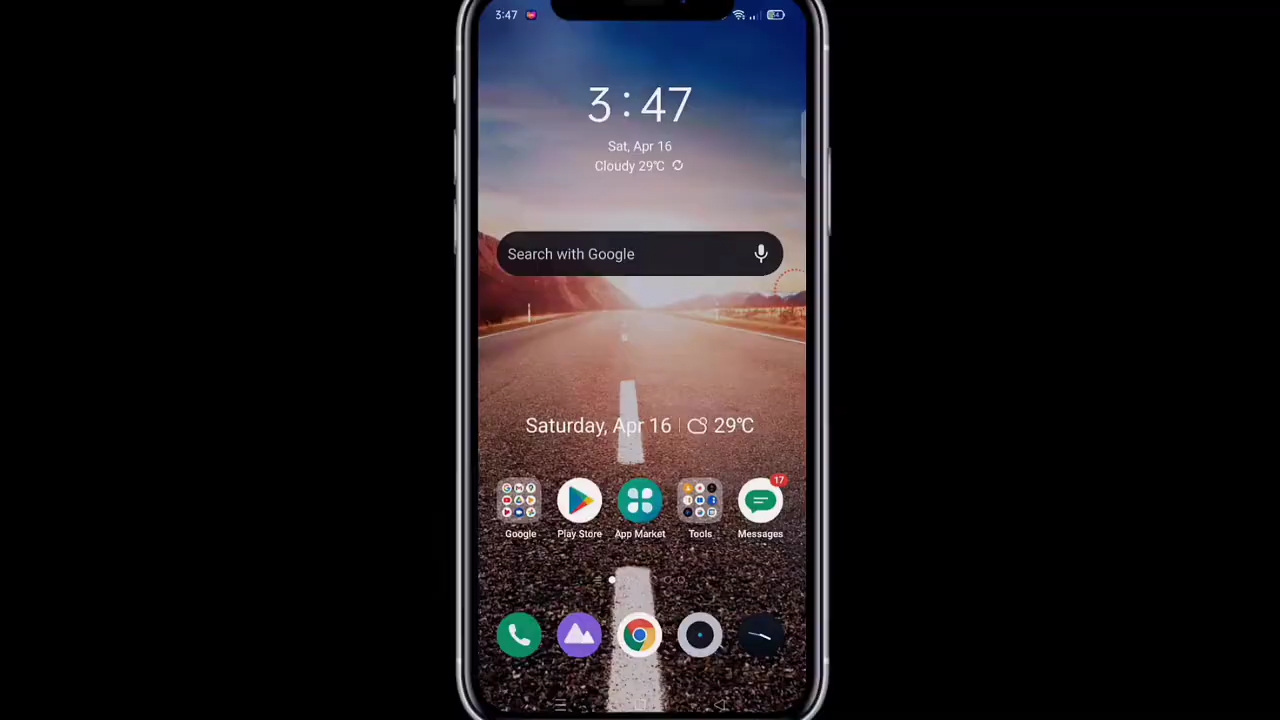 3:47
3:47
Sat, Apr 16
Cloudy 29℃
Search with Google
Saturday, Apr 16 | 29℃
17
Google Play Store App Market Tools Messages